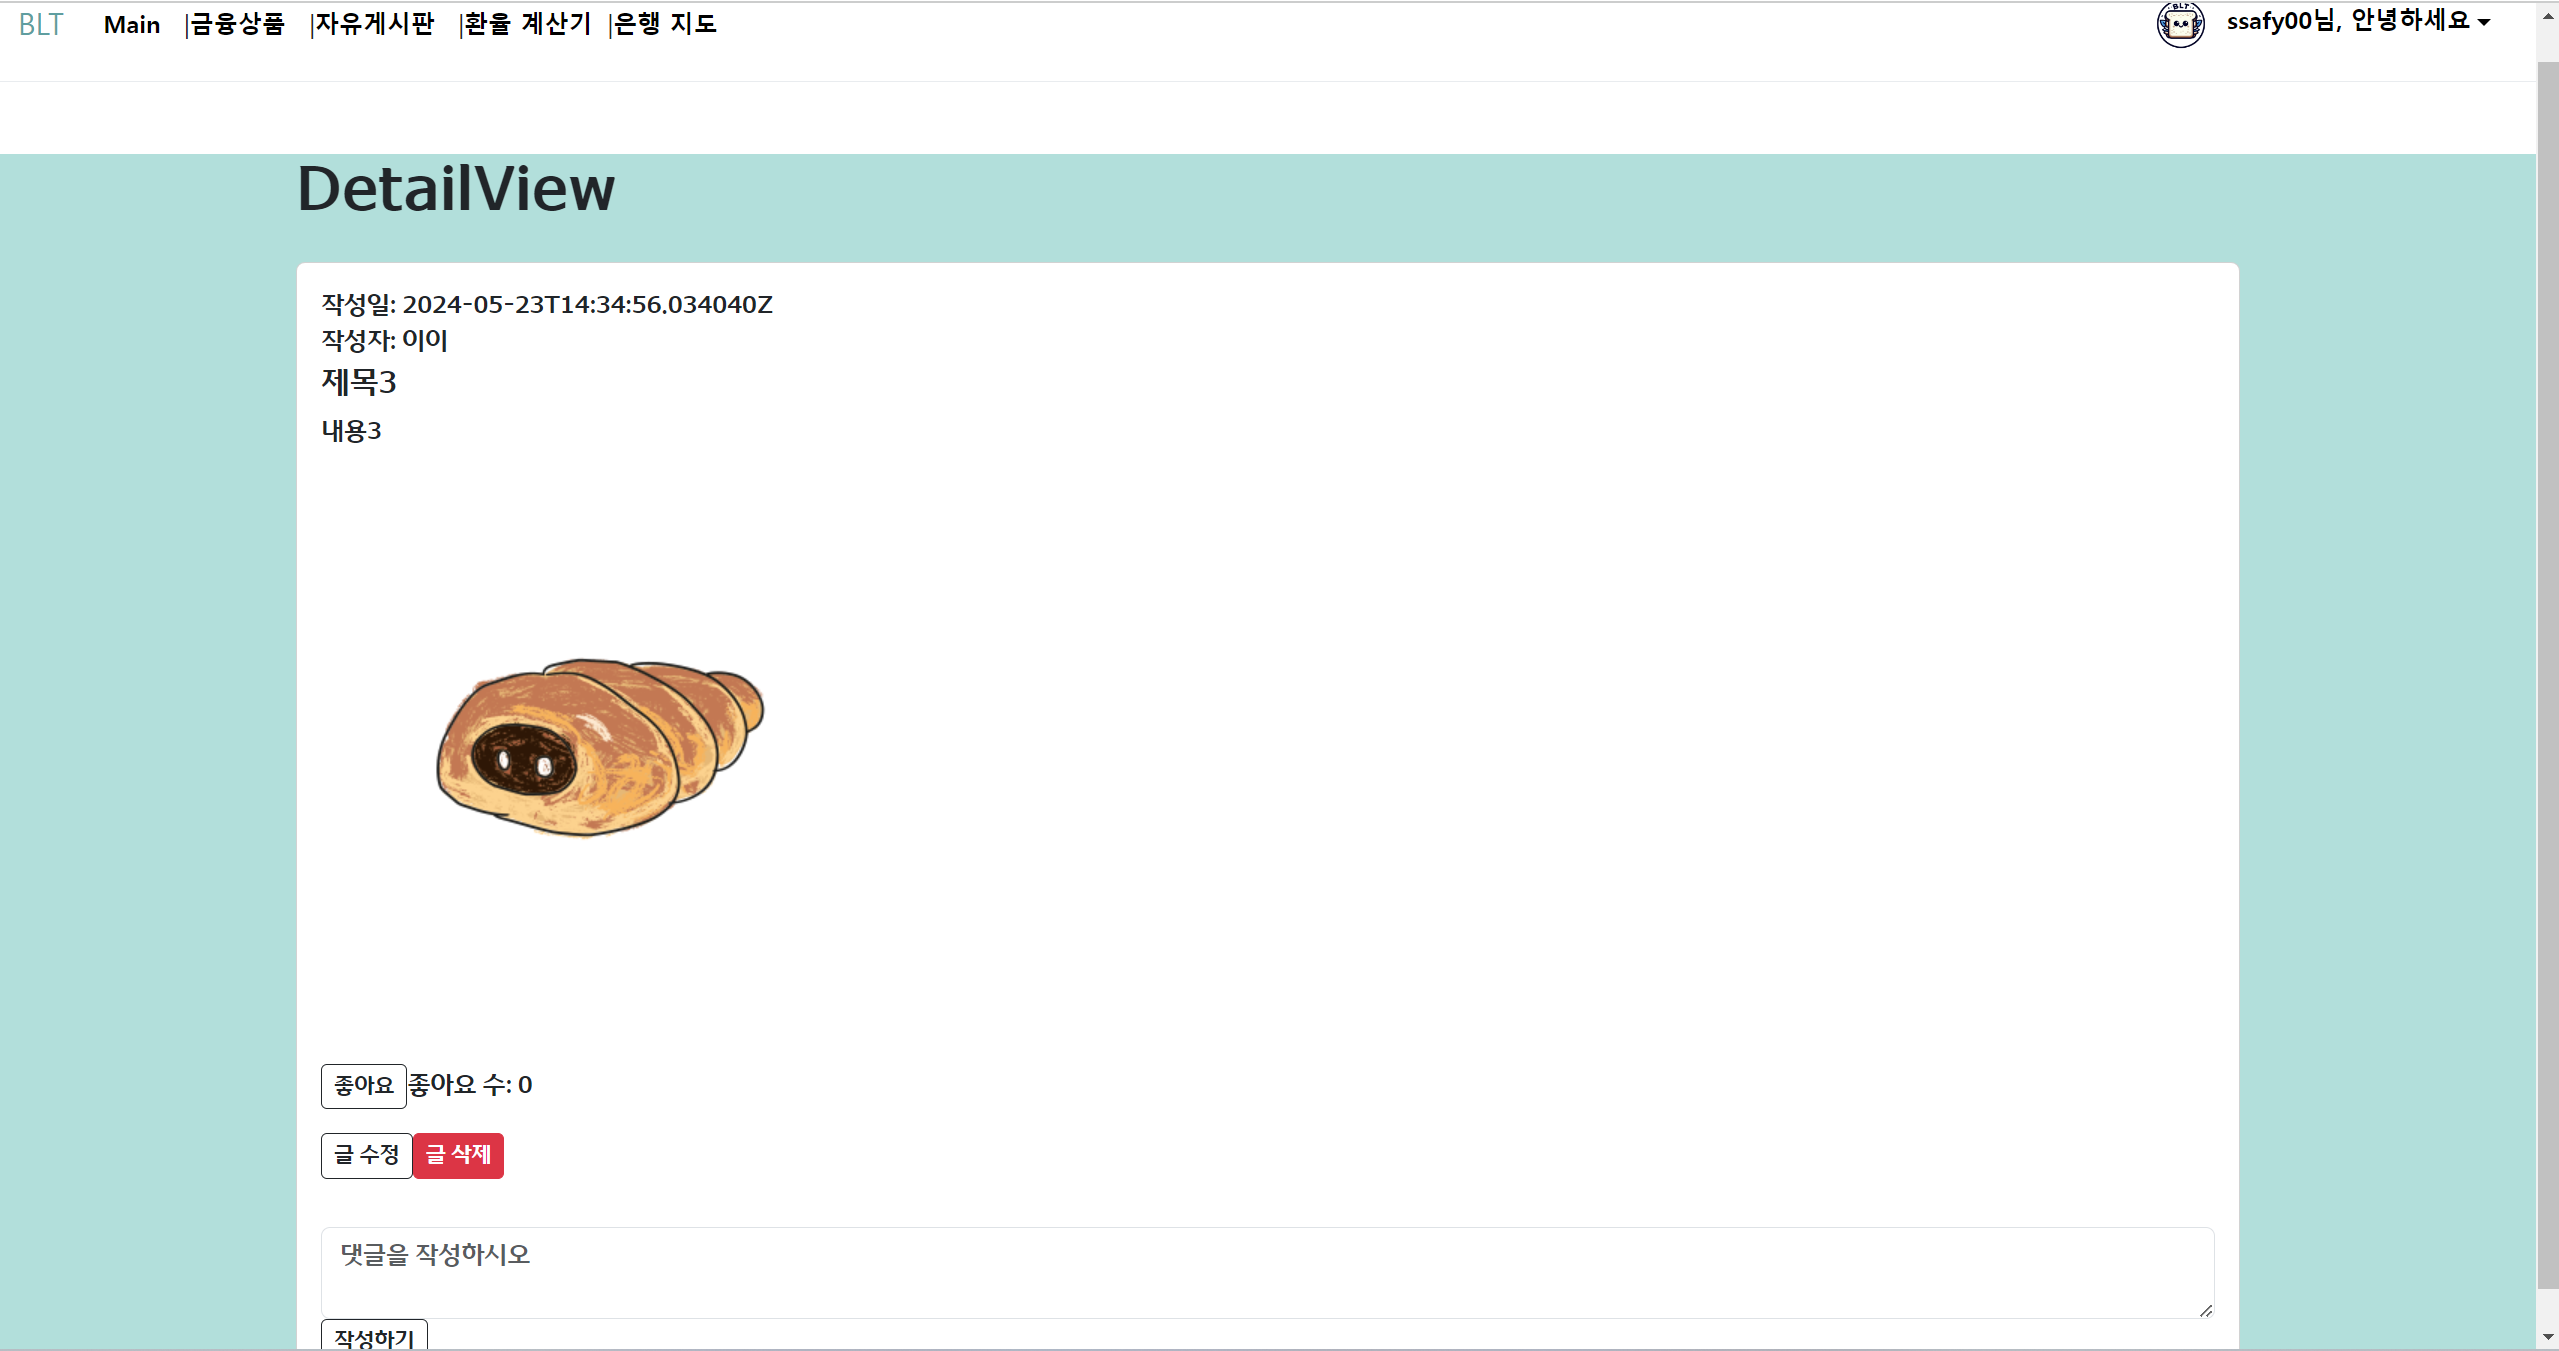 BLT Main |금융상품 |자유게시판 |환율 계산기 |은행 지도 BLT ssafy00님, 안녕하세요
DetailView
작성일: 2024-05-23T14:34:56.034040Z
작성자: 이이
제목3
내용3
좋아요 좋아요 수: 0
글 수정 글 삭제
댓글을 작성하시오
작성하기